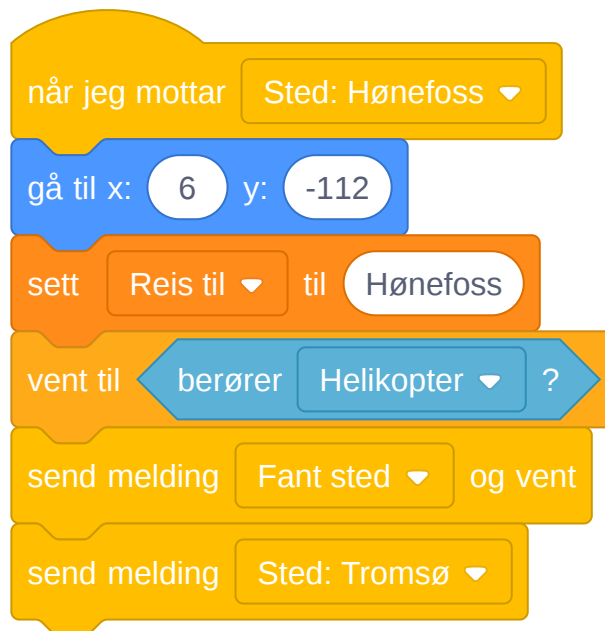 når jeg mottar Sted: Hønefoss
gå til x: 6 y: -112
sett Reis til til Hønefoss
vent til berører Helikopter ?
send melding Fant sted og vent
send melding Sted: Tromsø